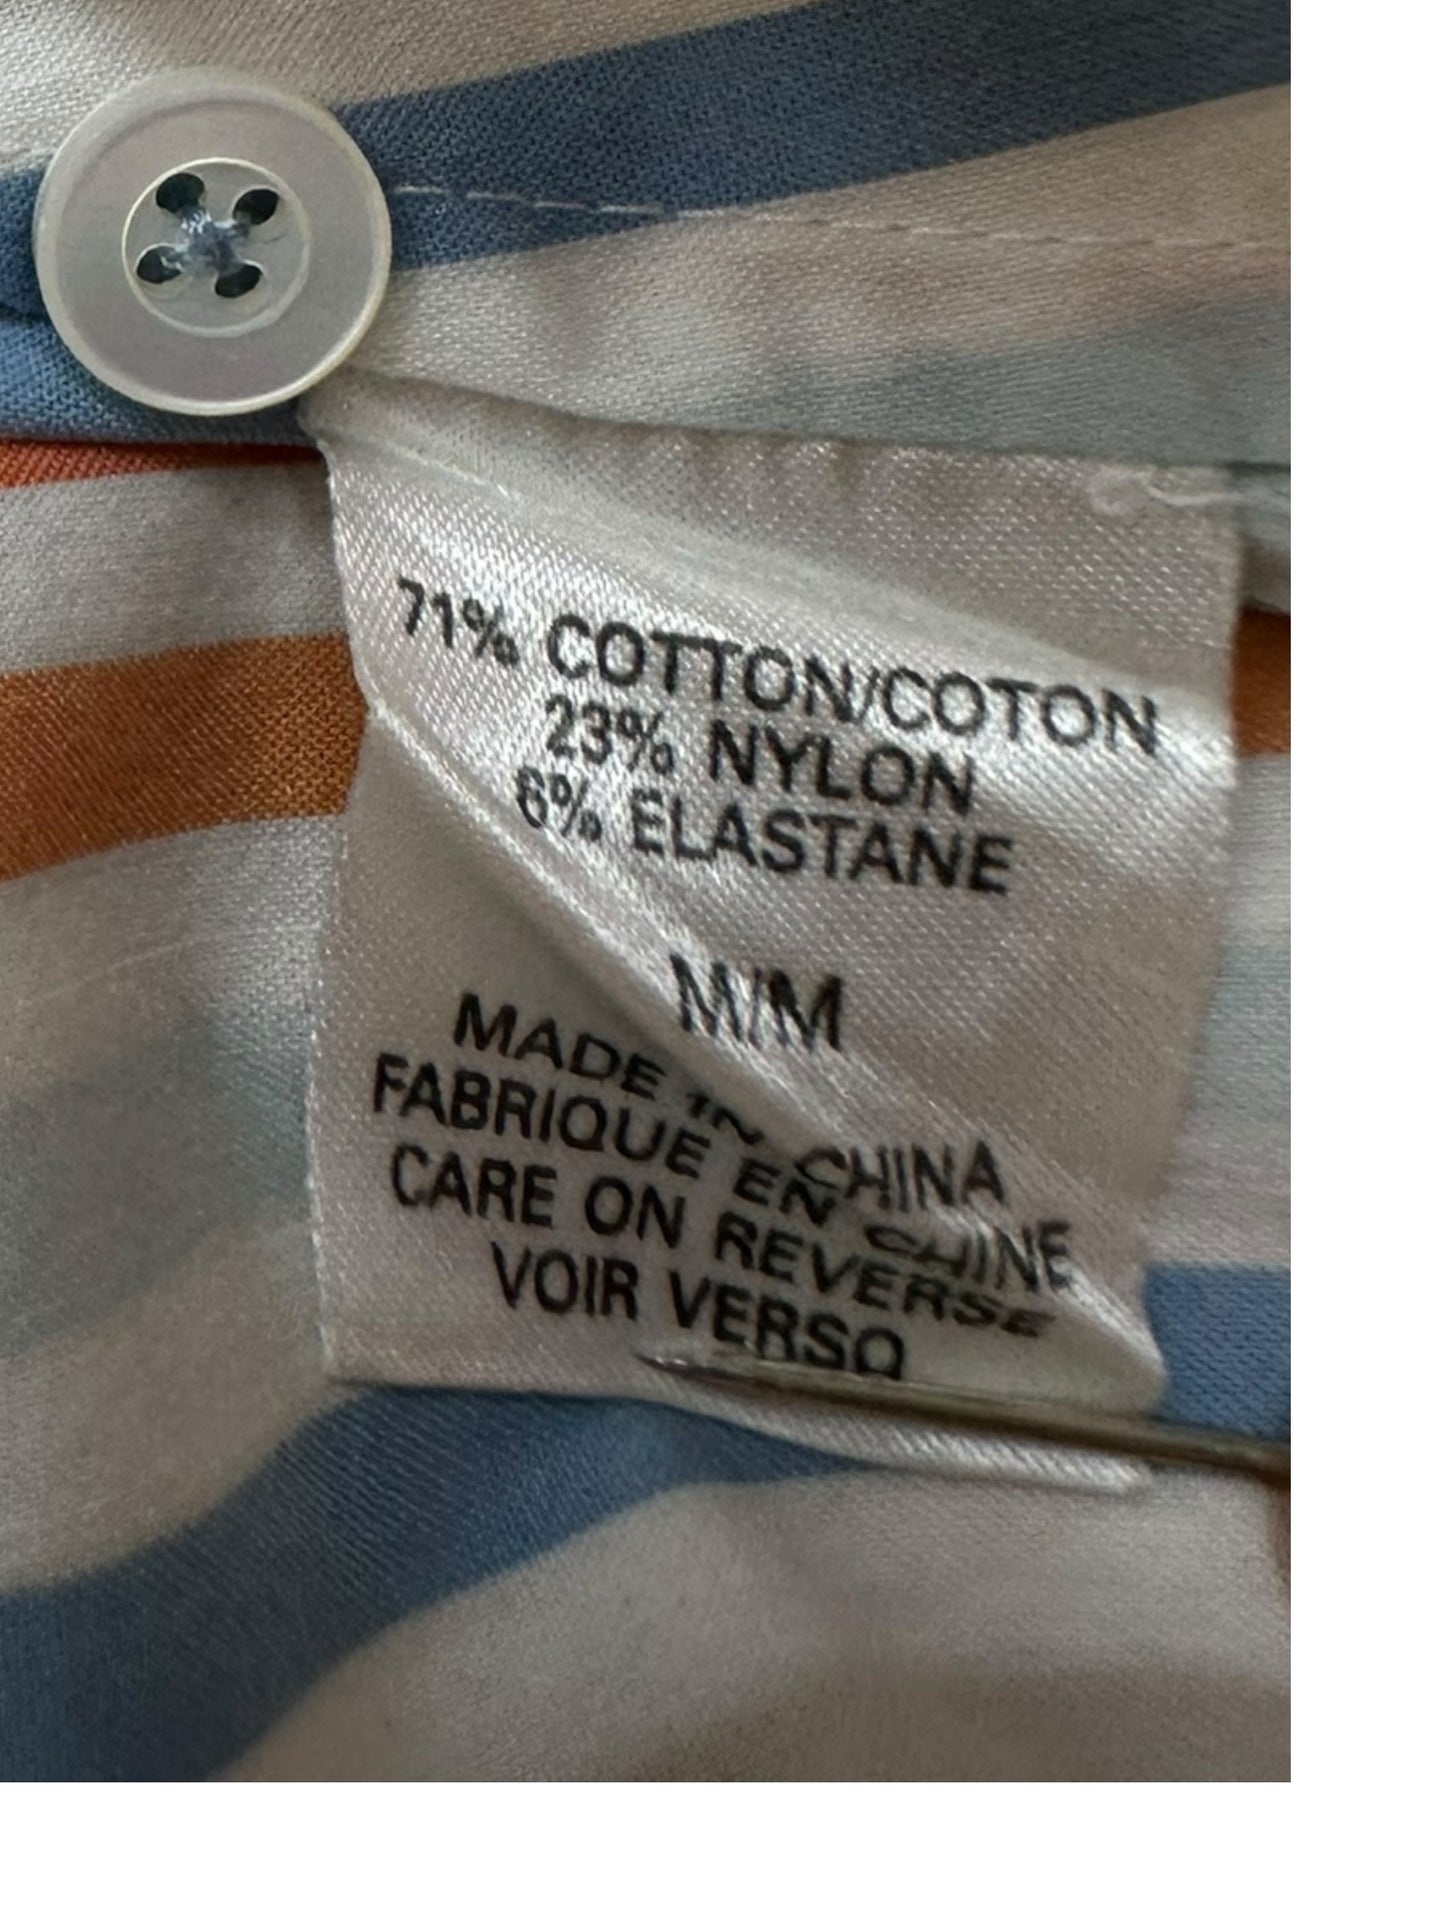 71% COTTON/COTON
23% NYLON
6% ELASTANE
M/M
MADE IN CHINA
FABRIQUE EN CHINE
CARE ON REVERSE
VOIR VERSO